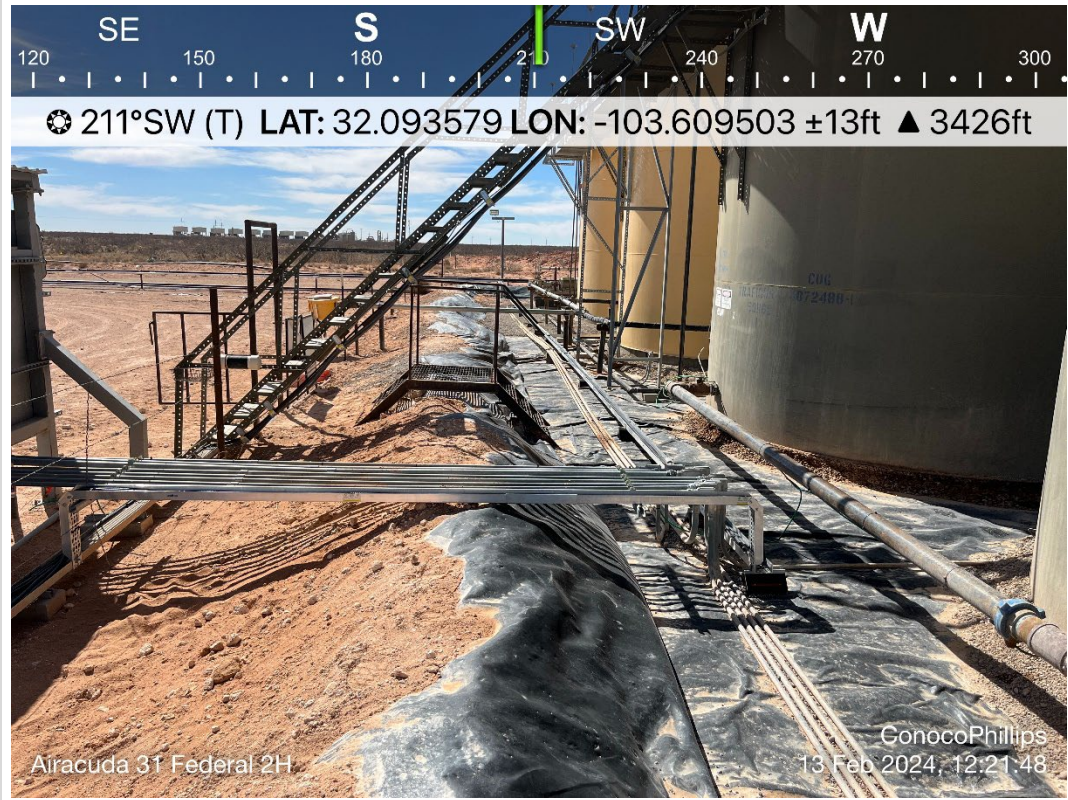 SE S SW W
120 150 180 210 240 270 300
211°SW (T) LAT: 32.093579 LON: -103.609503 ±13ft ▲ 3426ft
COG
Airacuda 31 Federal 2H
ConocoPhillips
13 Feb 2024, 12:21:48